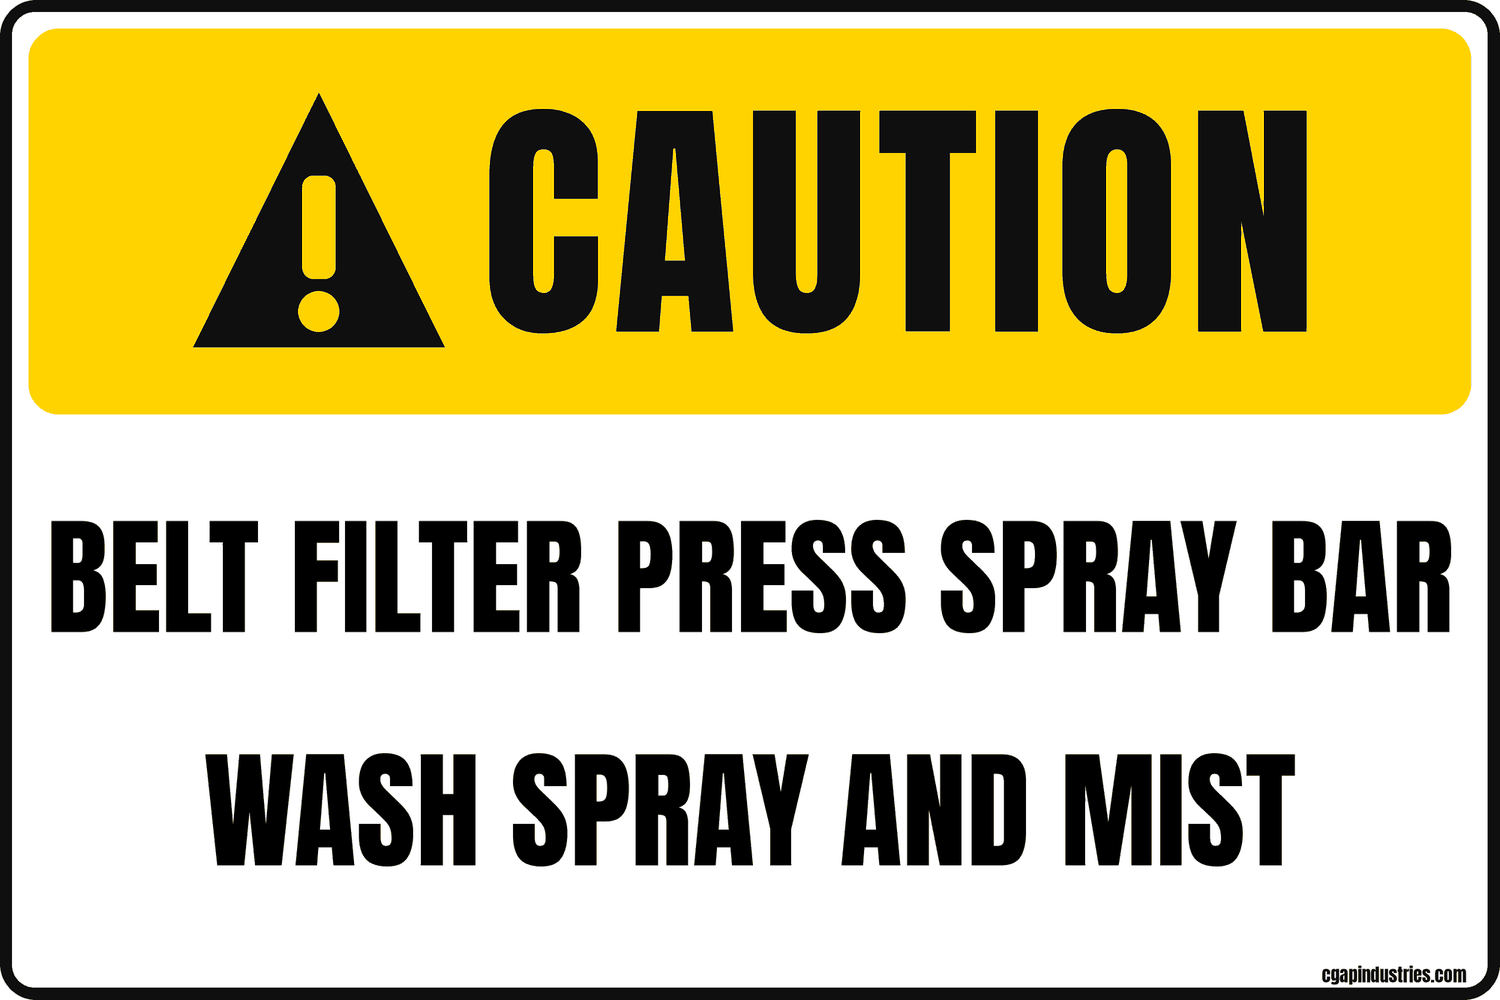 CAUTION
BELT FILTER PRESS SPRAY BAR
WASH SPRAY AND MIST
cgapindustries.com